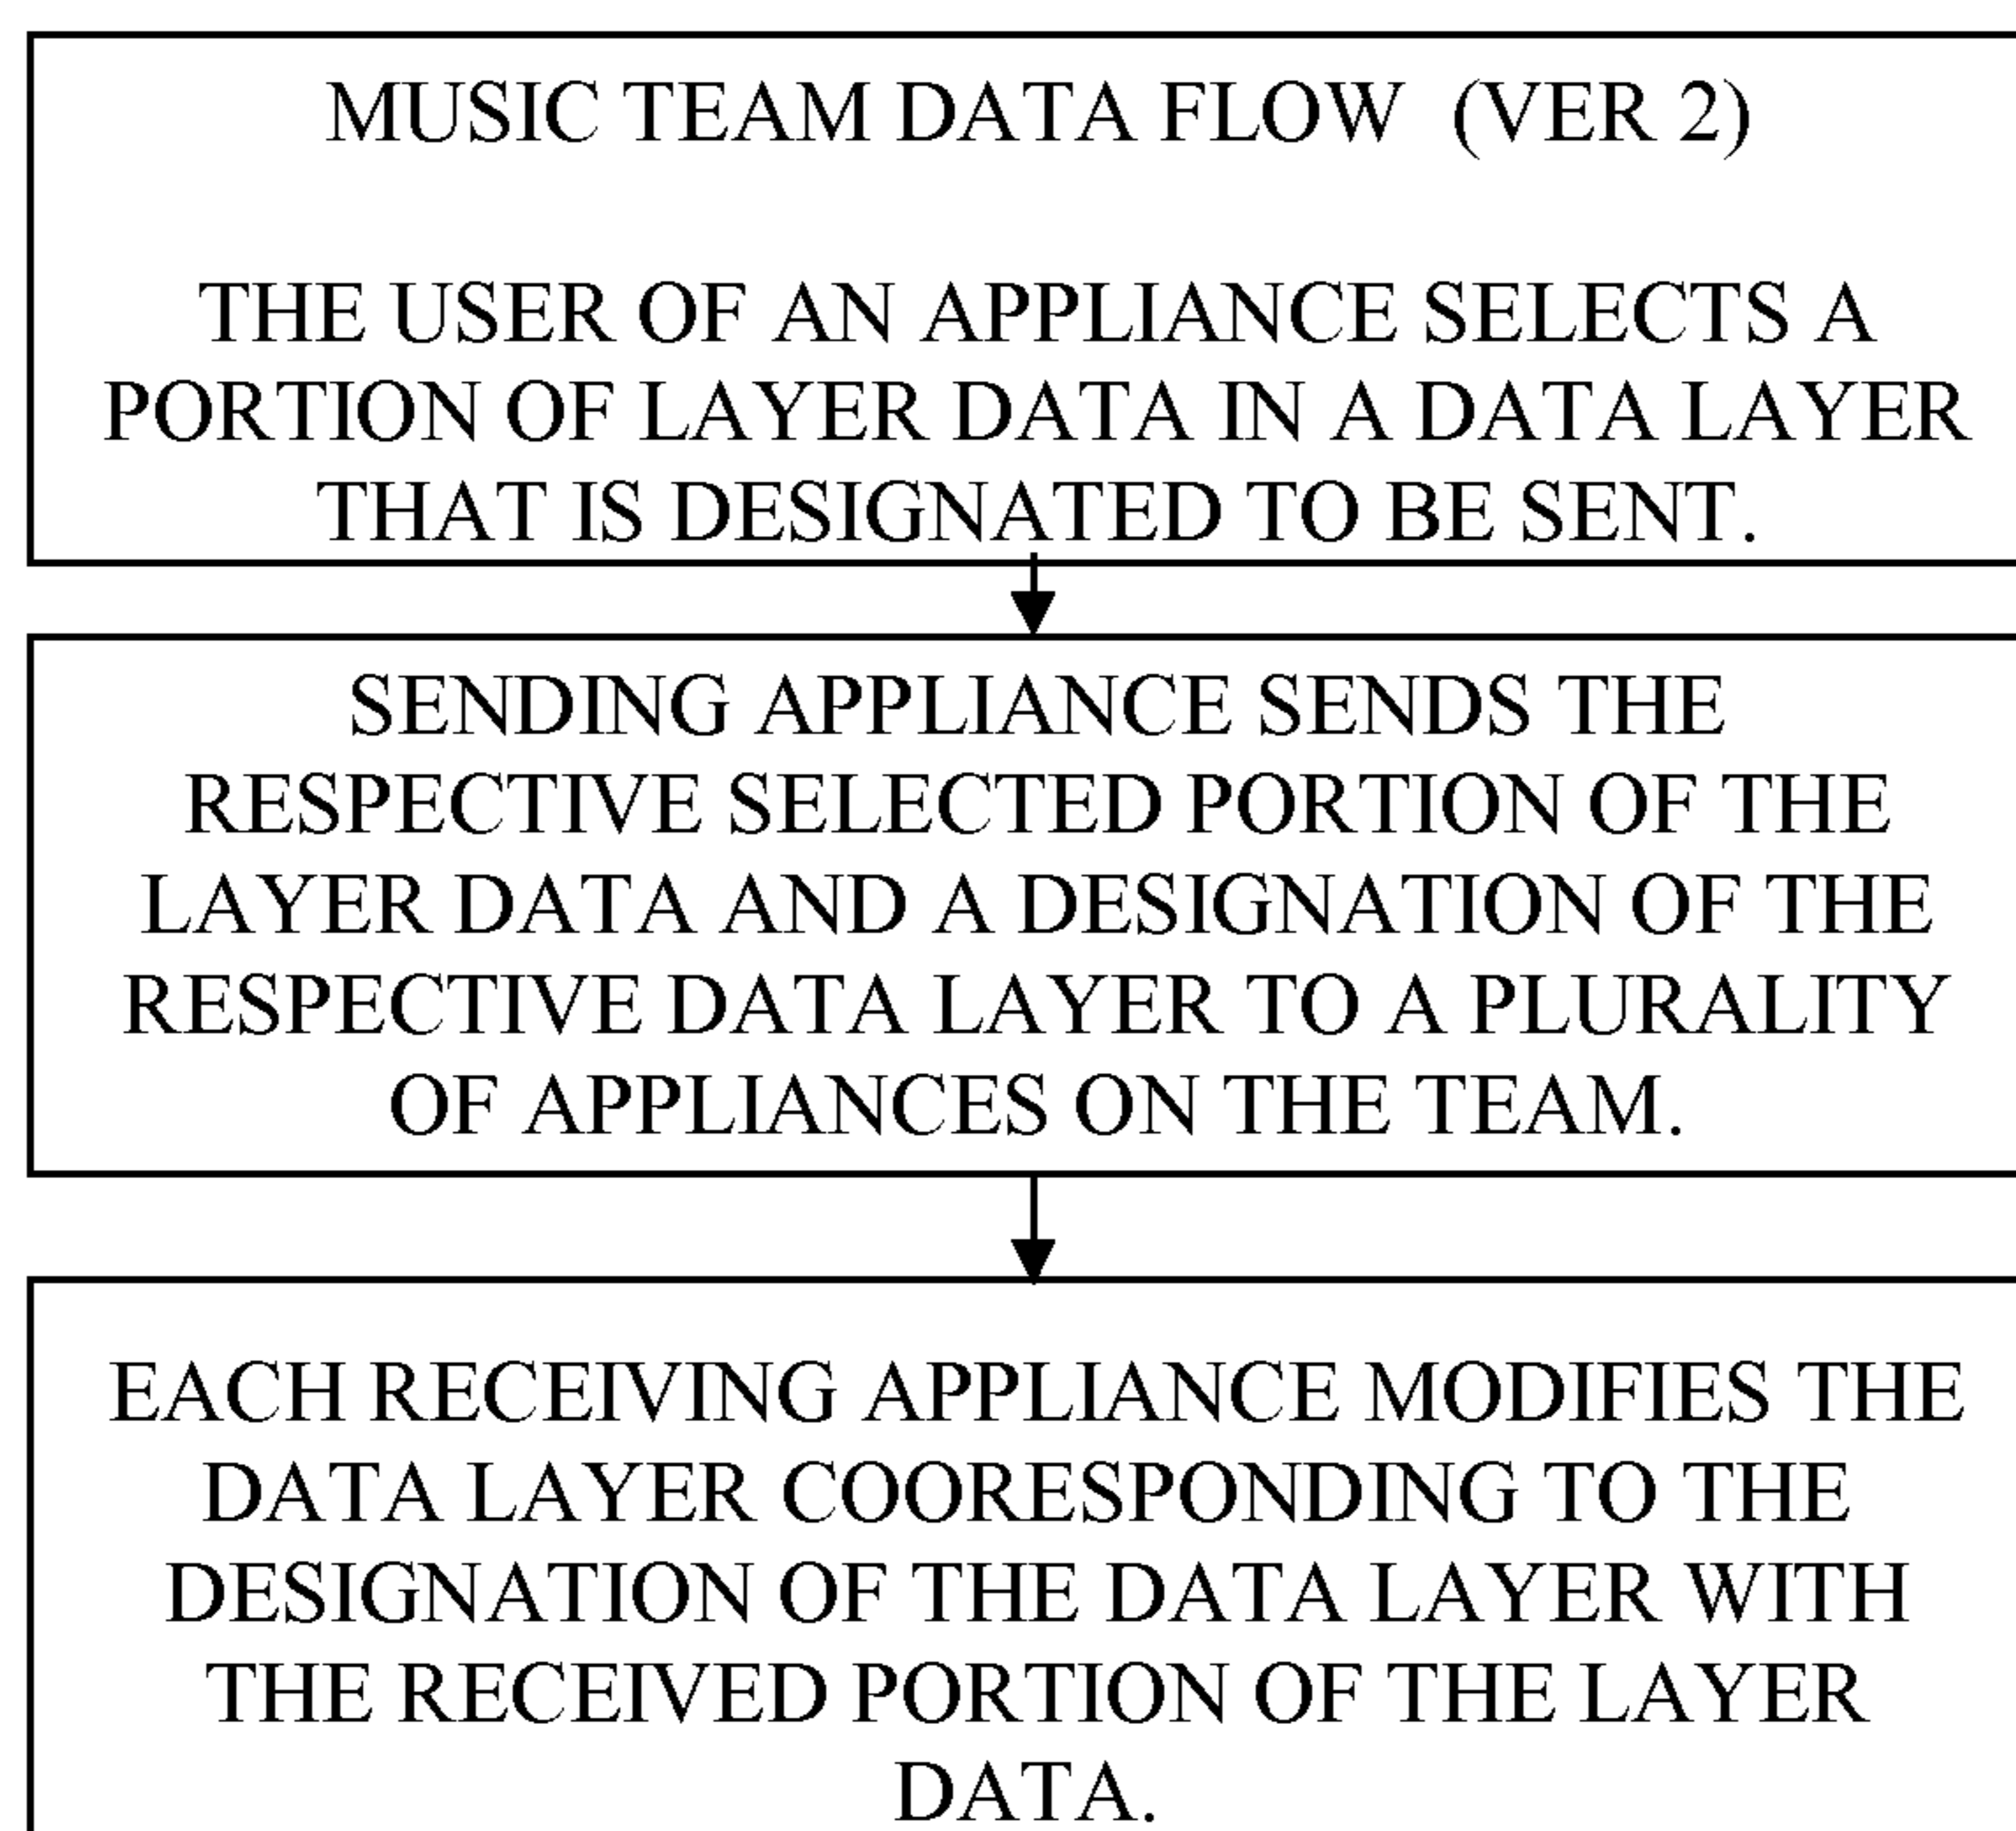 MUSIC TEAM DATA FLOW (VER 2)
THE USER OF AN APPLIANCE SELECTS A
PORTION OF LAYER DATA IN A DATA LAYER
THAT IS DESIGNATED TO BE SENT.
SENDING APPLIANCE SENDS THE
RESPECTIVE SELECTED PORTION OF THE
LAYER DATA AND A DESIGNATION OF THE
RESPECTIVE DATA LAYER TO A PLURALITY
OF APPLIANCES ON THE TEAM.
EACH RECEIVING APPLIANCE MODIFIES THE
DATA LAYER COORESPONDING TO THE
DESIGNATION OF THE DATA LAYER WITH
THE RECEIVED PORTION OF THE LAYER
DATA.